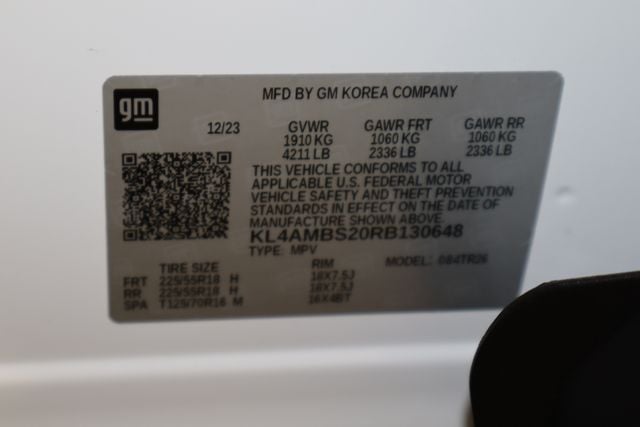 gm
MFD BY GM KOREA COMPANY
12/23 GVWR GAWR FRT GAWR RR
1910 KG 1060 KG 1060 KG
4211 LB 2336 LB 2336 LB
THIS VEHICLE CONFORMS TO ALL
APPLICABLE U.S. FEDERAL MOTOR
VEHICLE SAFETY AND THEFT PREVENTION
STANDARDS IN EFFECT ON THE DATE OF
MANUFACTURE SHOWN ABOVE.
KL4AMBS20RB130648
TYPE: MPV
TIRE SIZE RIM MODEL:
FRT 225/55R18 H 18X7.5J
RR 225/55R18 H 18X7.5J
SPA T125/70R16 M 16X4BT